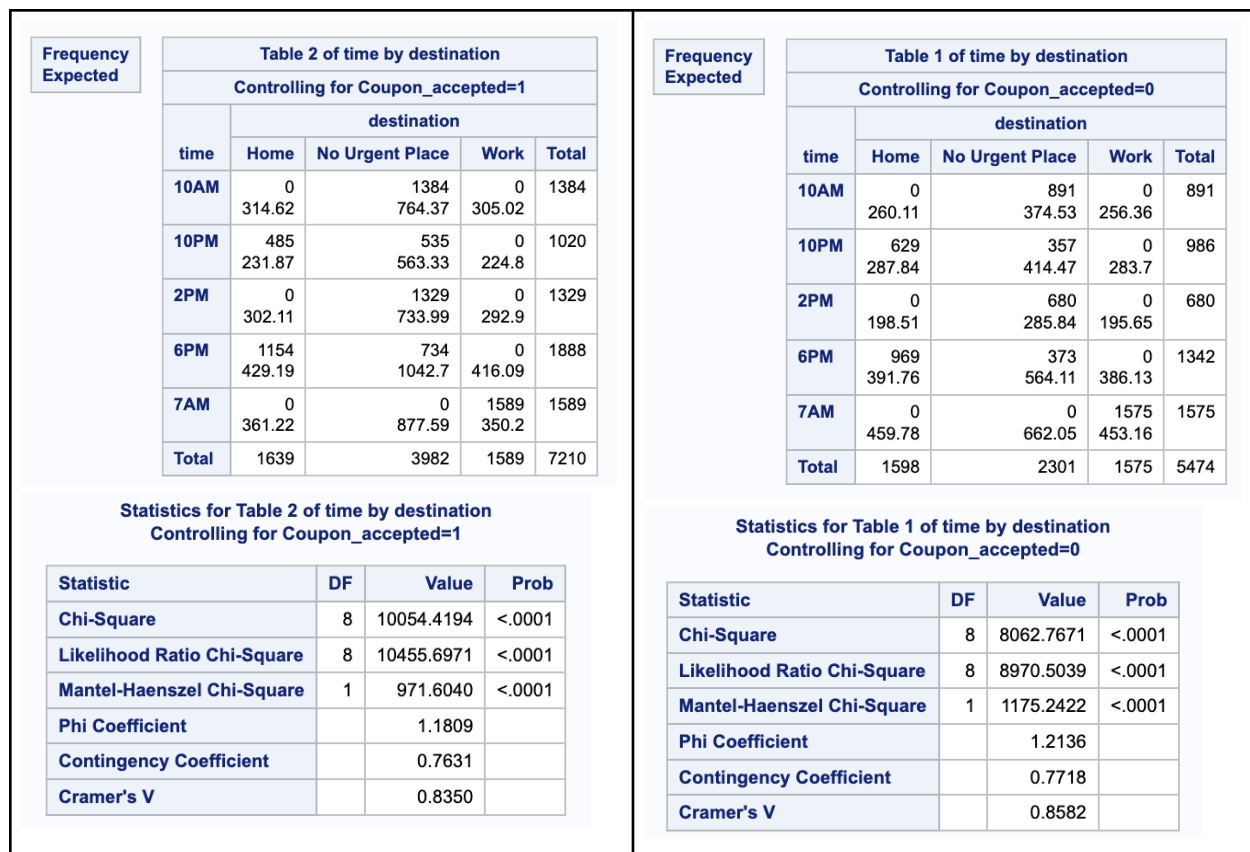 Frequency
Expected
Table 2 of time by destination
Controlling for Coupon_accepted=1
destination
time Home No Urgent Place Work Total
10AM 0 1384 0 1384
314.62 764.37 305.02
10PM 485 535 0 1020
231.87 563.33 224.8
2PM 0 1329 0 1329
302.11 733.99 292.9
6PM 1154 734 0 1888
429.19 1042.7 416.09
7AM 0 0 1589 1589
361.22 877.59 350.2
Total 1639 3982 1589 7210
Statistics for Table 2 of time by destination
Controlling for Coupon_accepted=1
Statistic DF Value Prob
Chi-Square 8 10054.4194 <.0001
Likelihood Ratio Chi-Square 8 10455.6971 <.0001
Mantel-Haenszel Chi-Square 1 971.6040 <.0001
Phi Coefficient 1.1809
Contingency Coefficient 0.7631
Cramer's V 0.8350
Frequency
Expected
Table 1 of time by destination
Controlling for Coupon_accepted=0
destination
time Home No Urgent Place Work Total
10AM 0 891 0 891
260.11 374.53 256.36
10PM 629 357 0 986
287.84 414.47 283.7
2PM 0 680 0 680
198.51 285.84 195.65
6PM 969 373 0 1342
391.76 564.11 386.13
7AM 0 0 1575 1575
459.78 662.05 453.16
Total 1598 2301 1575 5474
Statistics for Table 1 of time by destination
Controlling for Coupon_accepted=0
Statistic DF Value Prob
Chi-Square 8 8062.7671 <.0001
Likelihood Ratio Chi-Square 8 8970.5039 <.0001
Mantel-Haenszel Chi-Square 1 1175.2422 <.0001
Phi Coefficient 1.2136
Contingency Coefficient 0.7718
Cramer's V 0.8582